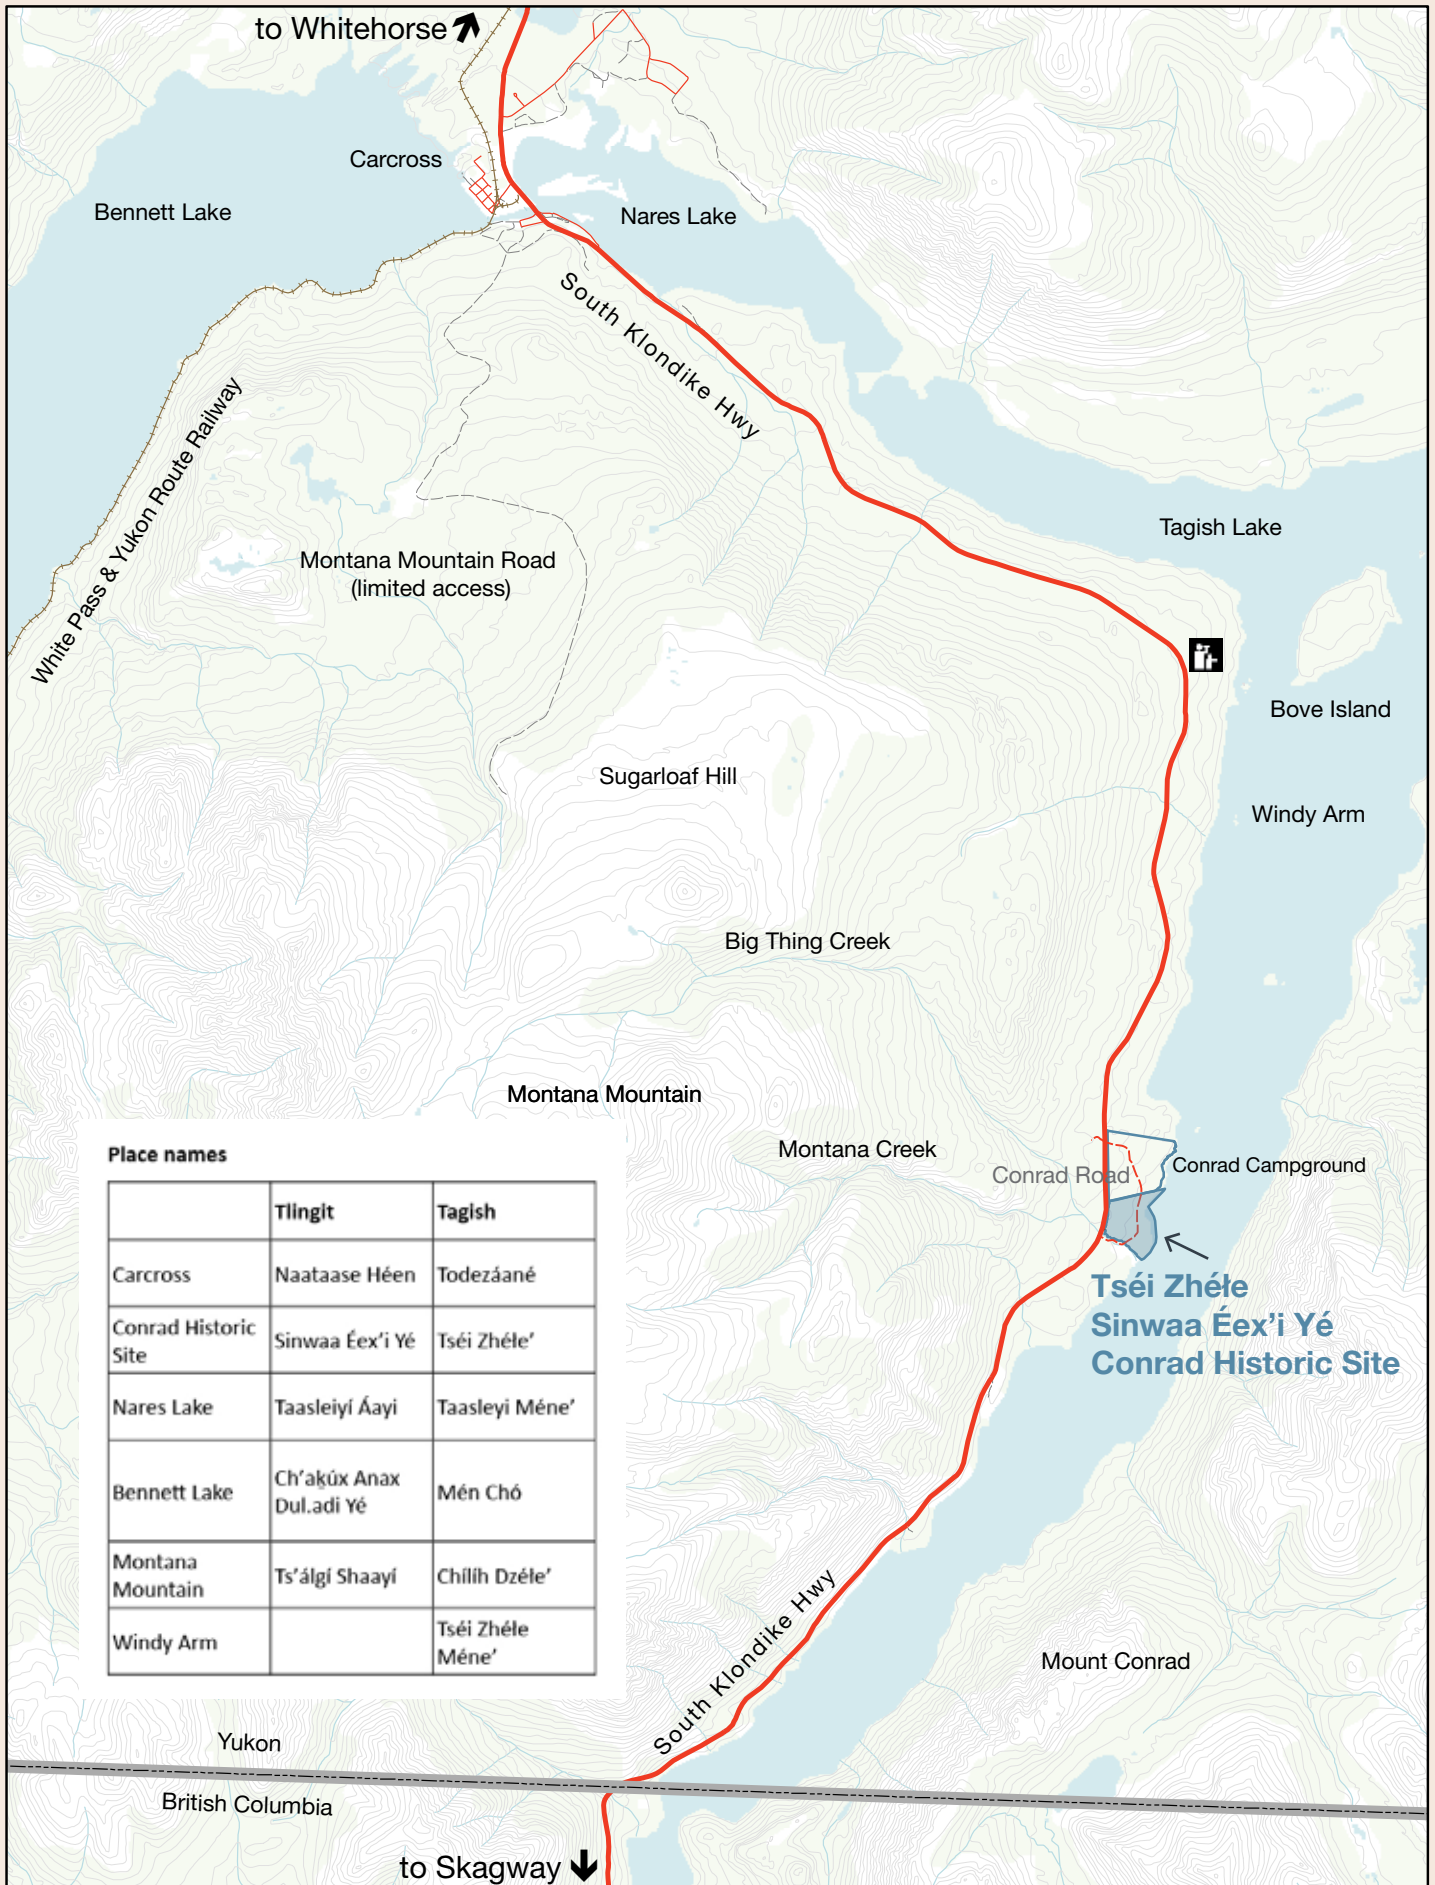 to Whitehorse
Carcross
Bennett Lake
Nares Lake
South Klondike Hwy
White Pass & Yukon Route Railway
Tagish Lake
Montana Mountain Road
(limited access)
Bove Island
Sugarloaf Hill
Windy Arm
Big Thing Creek
Montana Mountain
Montana Creek
Conrad Road
Conrad Campground
Tséi Zhéłe
Sinwaa Éex’i Yé
Conrad Historic Site
Place names
Tlingit Tagish
Carcross Naataase Héen Todezáané
Conrad Historic
Site Sinwaa Éex’i Yé Tséi Zhéłe’
Nares Lake Taasleiyí Áayi Taasleyi Méne’
Bennett Lake Ch’aḵúx Anax
Dul.adi Yé Mén Chó
Montana
Mountain Ts’álgí Shaayí Chílíh Dzéłe’
Windy Arm Tséi Zhéłe
Méne’
South Klondike Hwy
Mount Conrad
Yukon
British Columbia
to Skagway